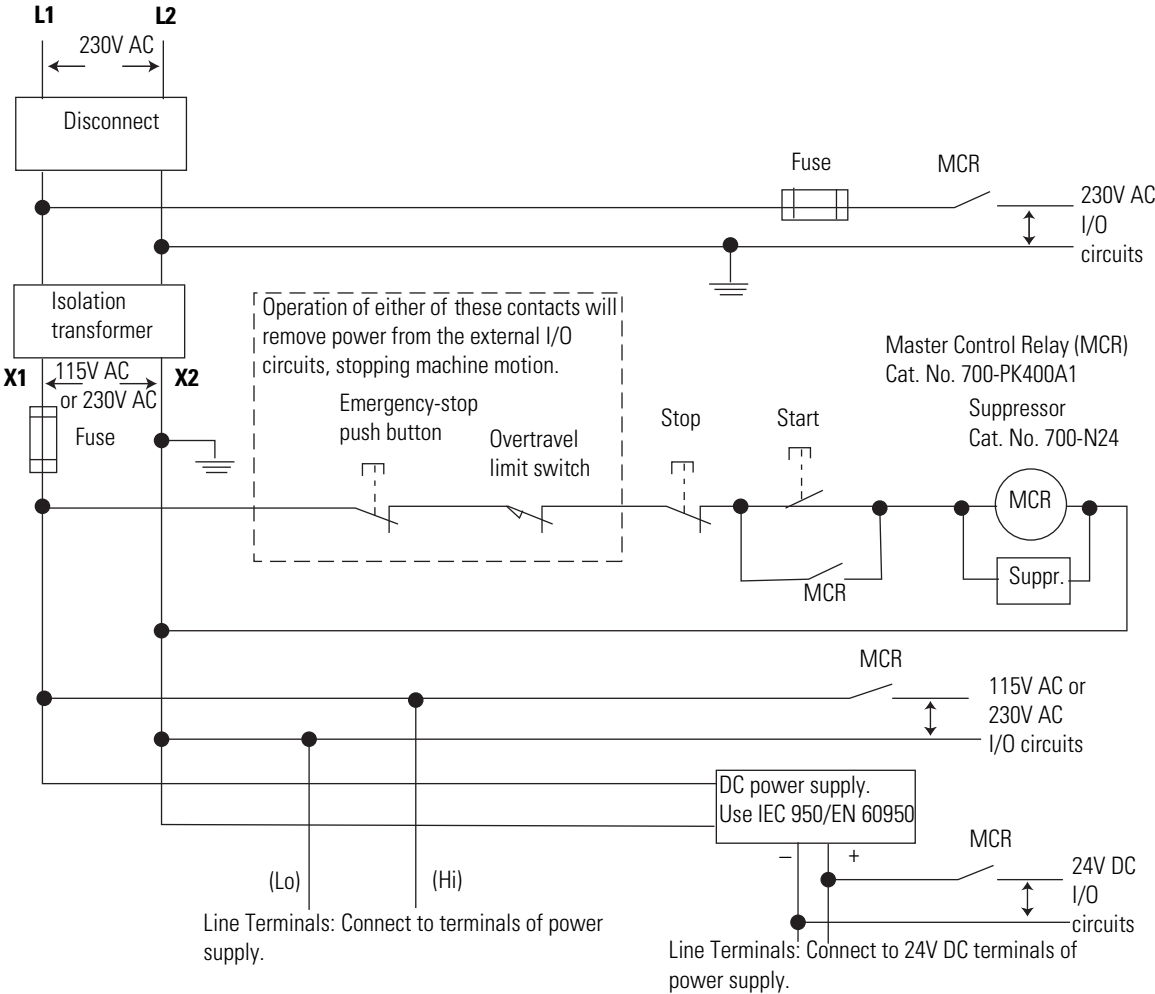 L1
L2
230V AC
Disconnect
Fuse
MCR
230V AC
I/O
circuits
Isolation
transformer
Operation of either of these contacts will
remove power from the external I/O
circuits, stopping machine motion.
X1
115V AC
or 230V AC
X2
Fuse
Emergency-stop
push button
Overtravel
limit switch
Stop
Start
Master Control Relay (MCR)
Cat. No. 700-PK400A1
Suppressor
Cat. No. 700-N24
MCR
Suppr.
MCR
MCR
115V AC or
230V AC
I/O circuits
DC power supply.
Use IEC 950/EN 60950
–
+
MCR
24V DC
I/O
circuits
(Lo)
(Hi)
Line Terminals: Connect to terminals of power
supply.
Line Terminals: Connect to 24V DC terminals of
power supply.